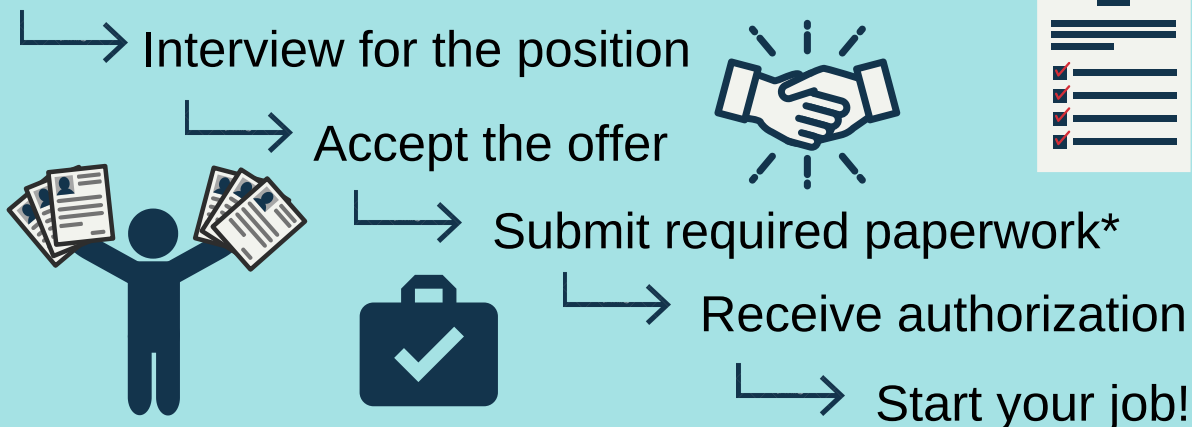 Interview for the position
Accept the offer
Submit required paperwork*
Receive authorization
Start your job!